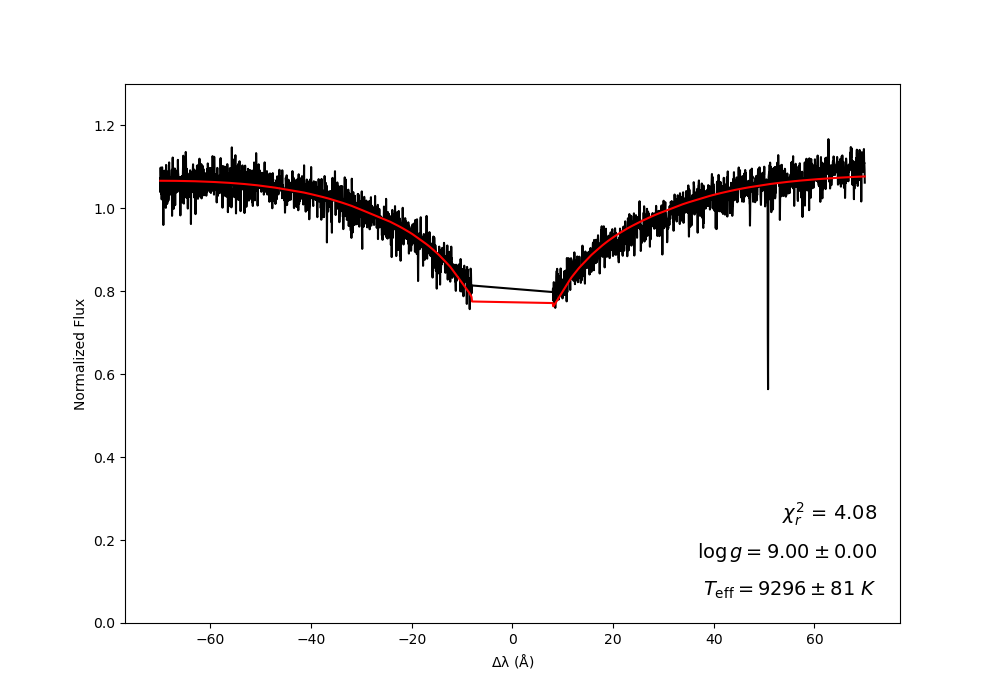 1.2
1.0
0.8
0.6
0.4
0.2
0.0
Normalized Flux
χ²ᵣ = 4.08
log g = 9.00 ± 0.00
T_eff = 9296 ± 81 K
−60 −40 −20 0 20 40 60
Δλ (Å)